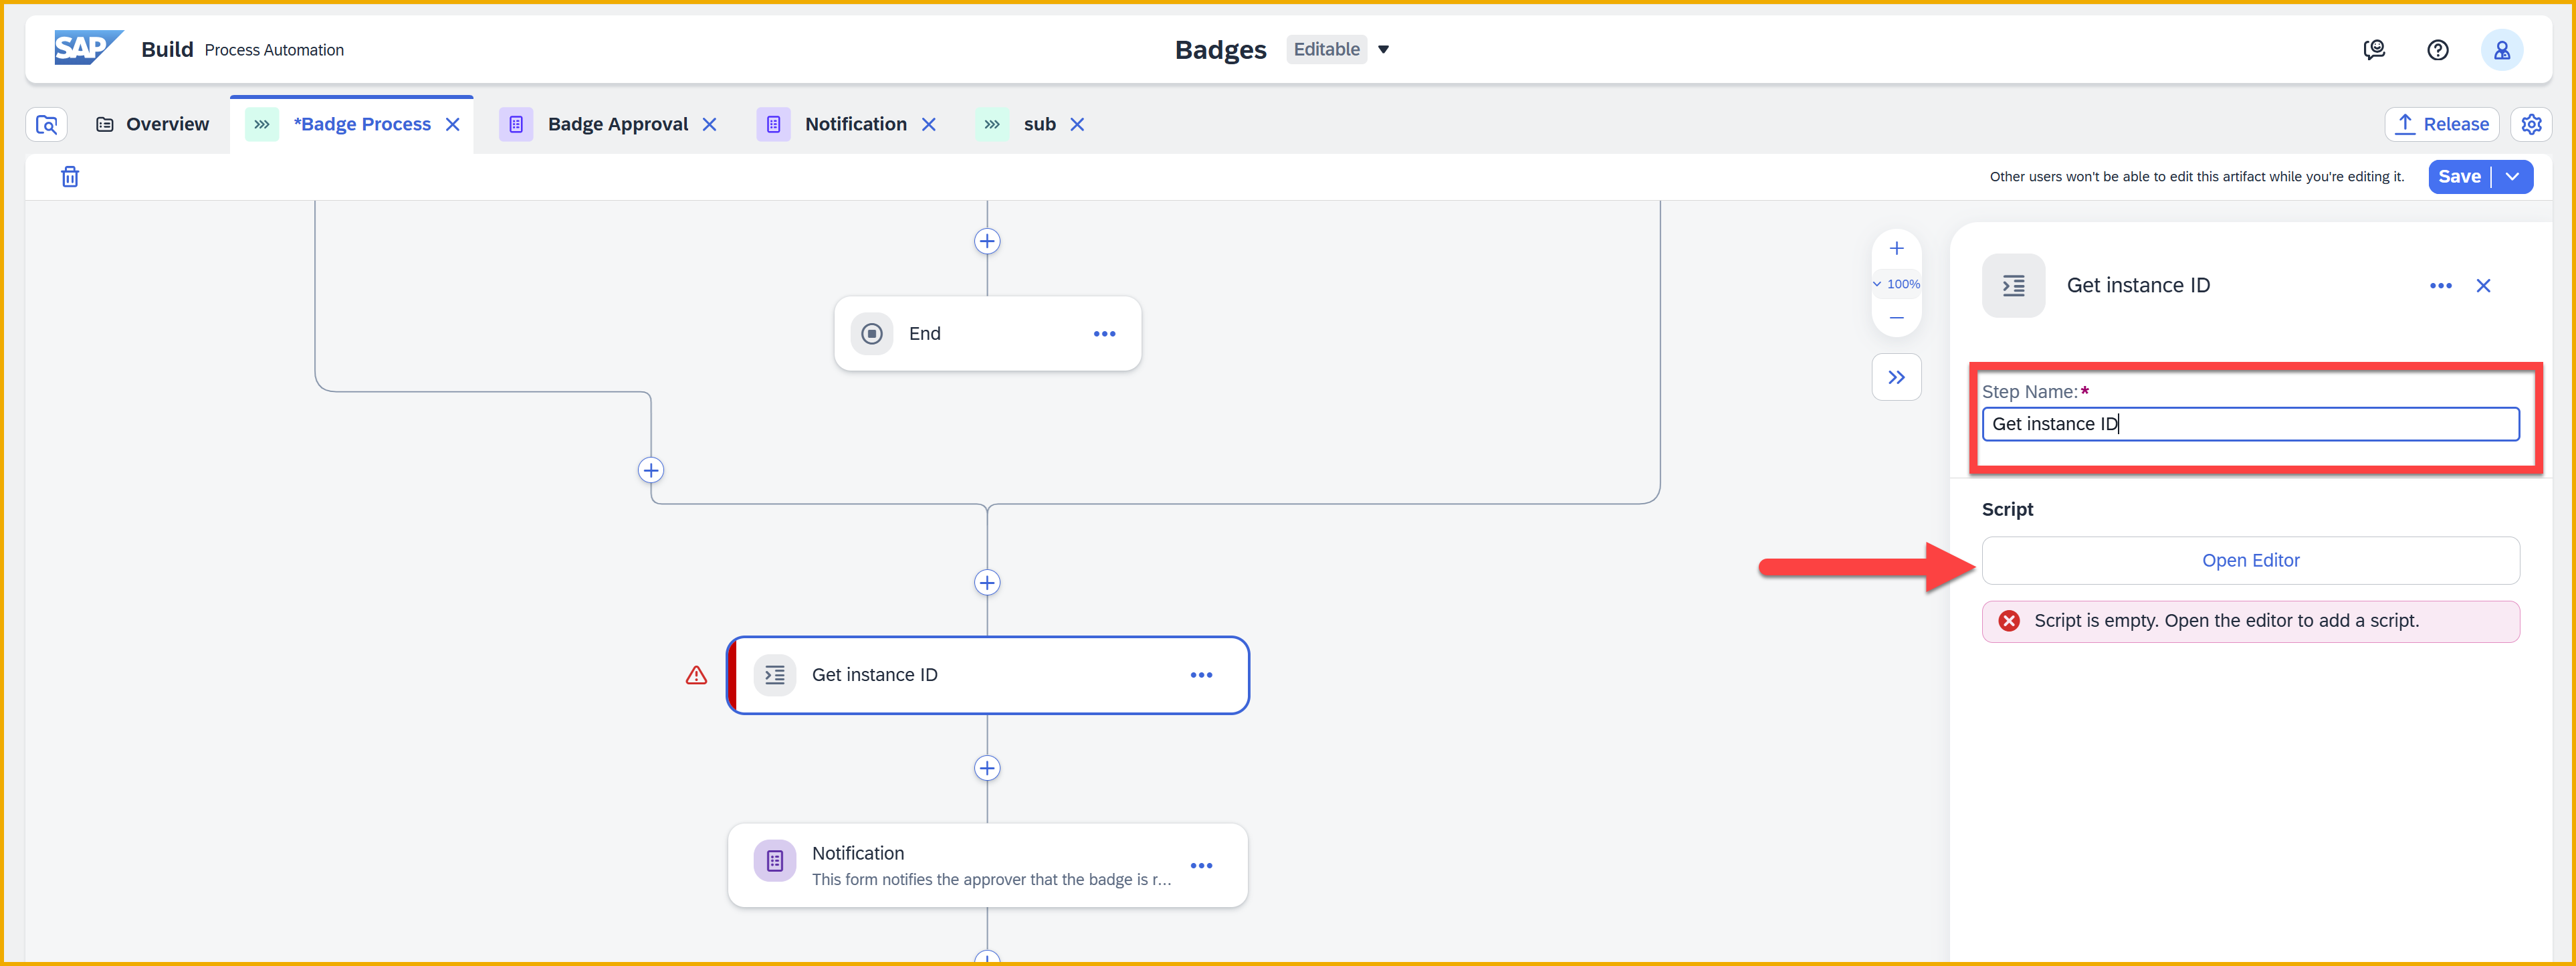 SAP Build Process Automation
Badges Editable
Overview
*Badge Process
Badge Approval
Notification
sub
Release
Other users won't be able to edit this artifact while you're editing it.
Save
End
100%
Get instance ID
Step Name:*
Get instance ID
Script
Open Editor
Script is empty. Open the editor to add a script.
Get instance ID
Notification
This form notifies the approver that the badge is r...